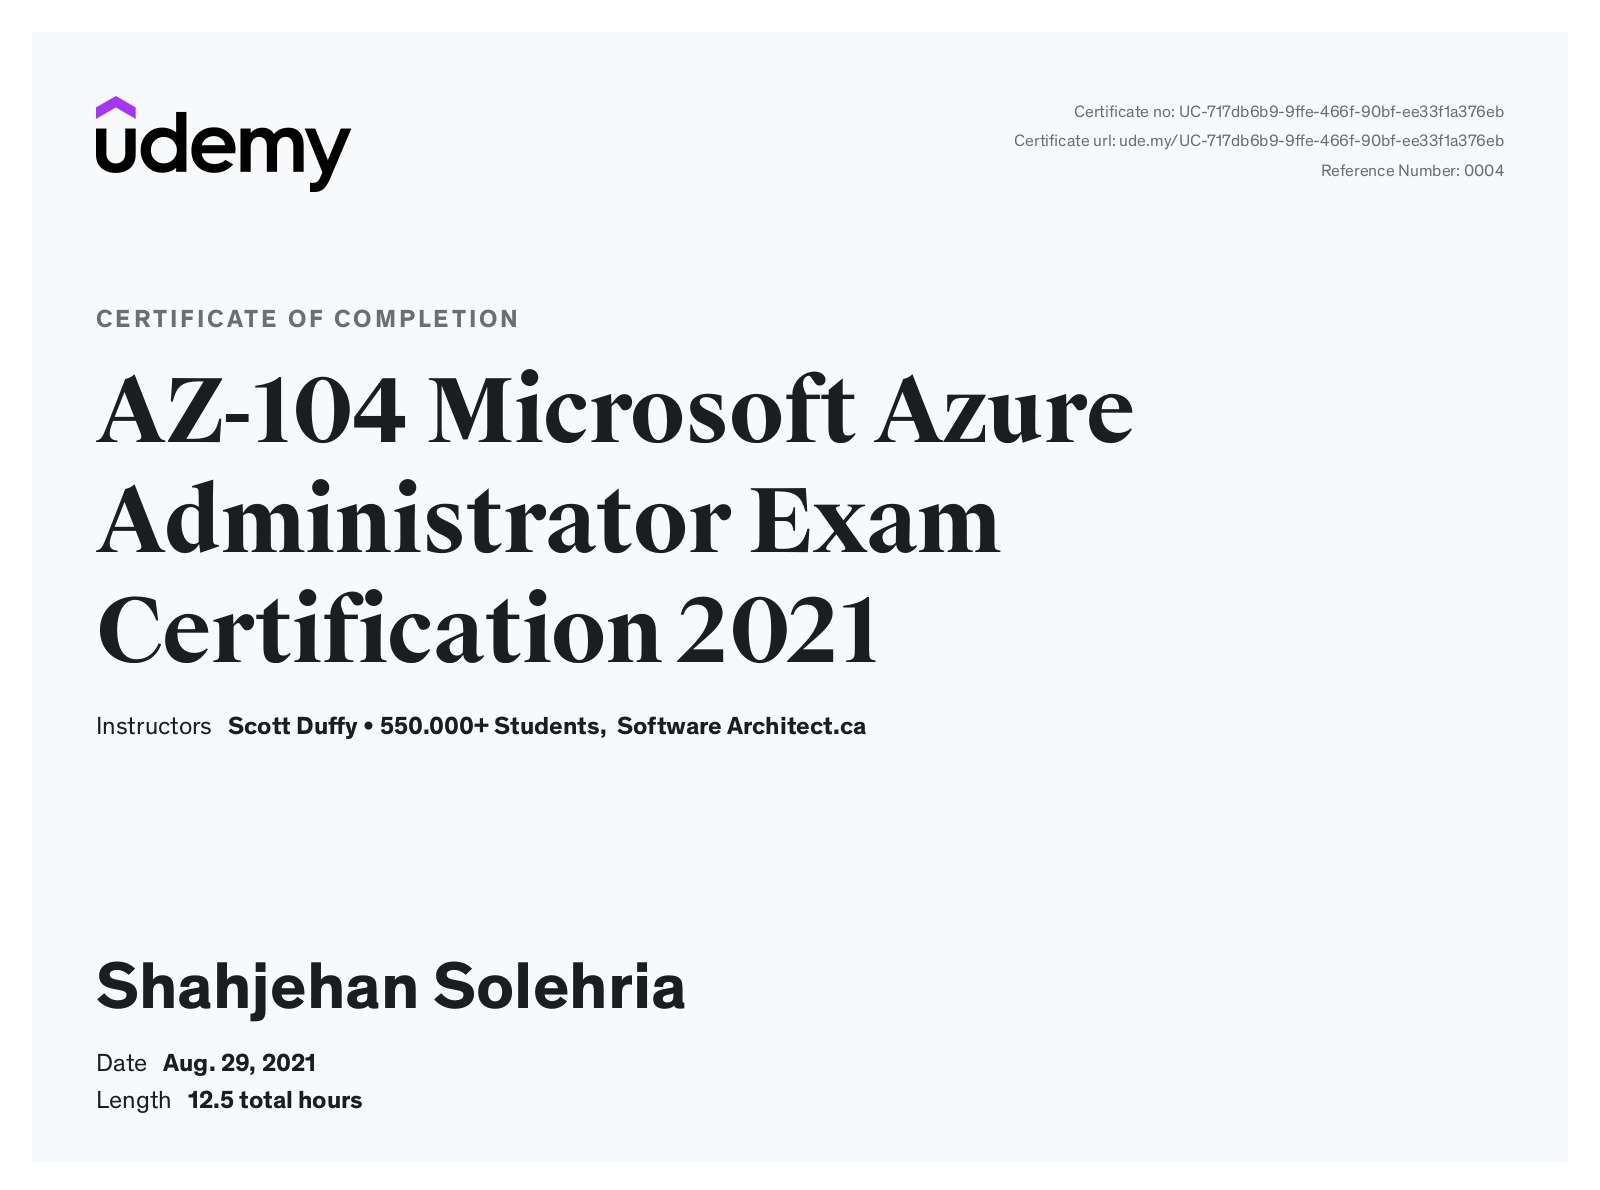 udemy
Certificate no: UC-717db6b9-9ffe-466f-90bf-ee33f1a376eb
Certificate url: ude.my/UC-717db6b9-9ffe-466f-90bf-ee33f1a376eb
Reference Number: 0004
CERTIFICATE OF COMPLETION
AZ-104 Microsoft Azure
Administrator Exam
Certification 2021
Instructors Scott Duffy • 550.000+ Students, Software Architect.ca
Shahjehan Solehria
Date Aug. 29, 2021
Length 12.5 total hours